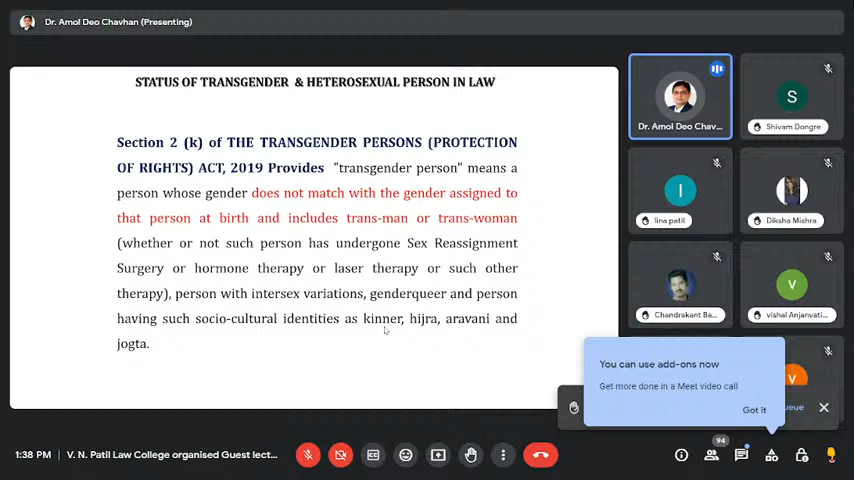 Dr. Amol Deo Chavhan (Presenting)
STATUS OF TRANSGENDER & HETEROSEXUAL PERSON IN LAW
Section 2 (k) of THE TRANSGENDER PERSONS (PROTECTION
OF RIGHTS) ACT, 2019 Provides "transgender person" means a
person whose gender does not match with the gender assigned to
that person at birth and includes trans-man or trans-woman
(whether or not such person has undergone Sex Reassignment
Surgery or hormone therapy or laser therapy or such other
therapy), person with intersex variations, genderqueer and person
having such socio-cultural identities as kinner, hijra, aravani and
jogta.
Dr. Amol Deo Chav...
S
Shivam Dongre
l
lina patil
Diksha Mishra
Chandrakant Ba...
V
vishal Anjanvati...
You can use add-ons now
Get more done in a Meet video call
Got it
ueue
1:38 PM | V. N. Patil Law College organised Guest lect...
94